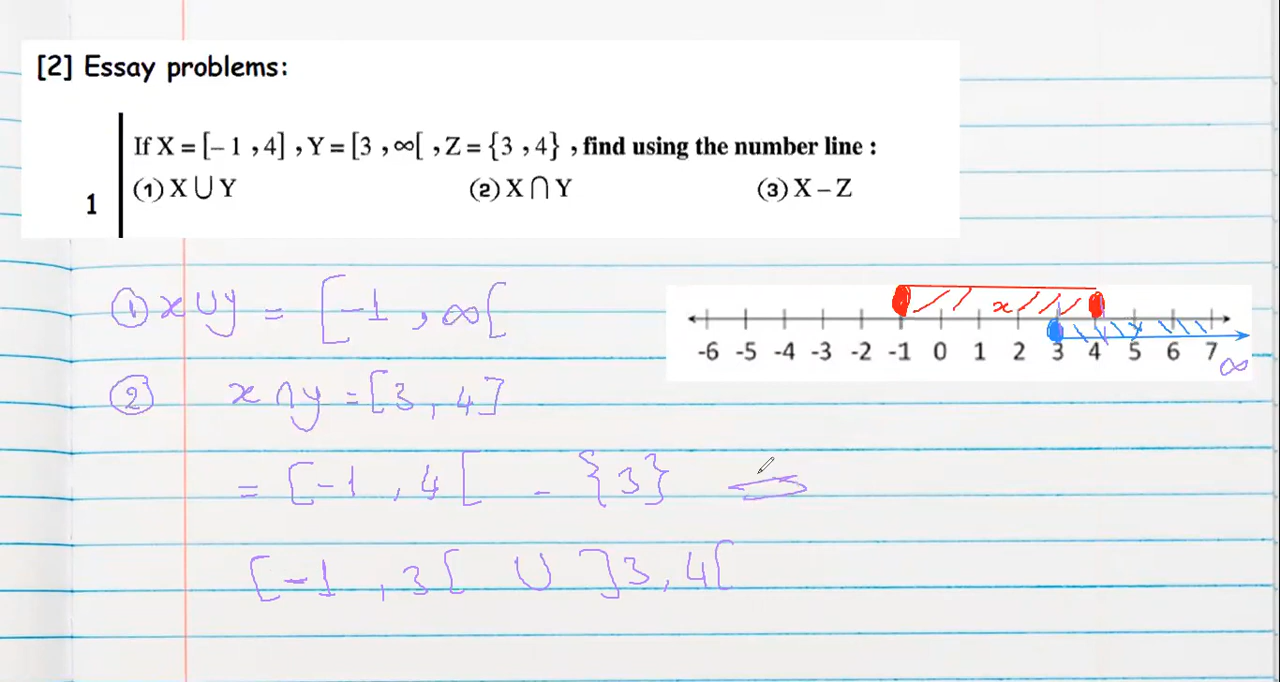 [2] Essay problems:
1
If X = [– 1 , 4] , Y = [3 , ∞[ , Z = {3 , 4} , find using the number line :
(1) X ∪ Y (2) X ∩ Y (3) X – Z
① x ∪ y = [-1 , ∞[
x
-6 -5 -4 -3 -2 -1 0 1 2 3 4 5 6 7 ∞
② x ∩ y = [3 , 4]
= [-1 , 4[ - {3}
[-1 , 3[ ∪ ]3 , 4[